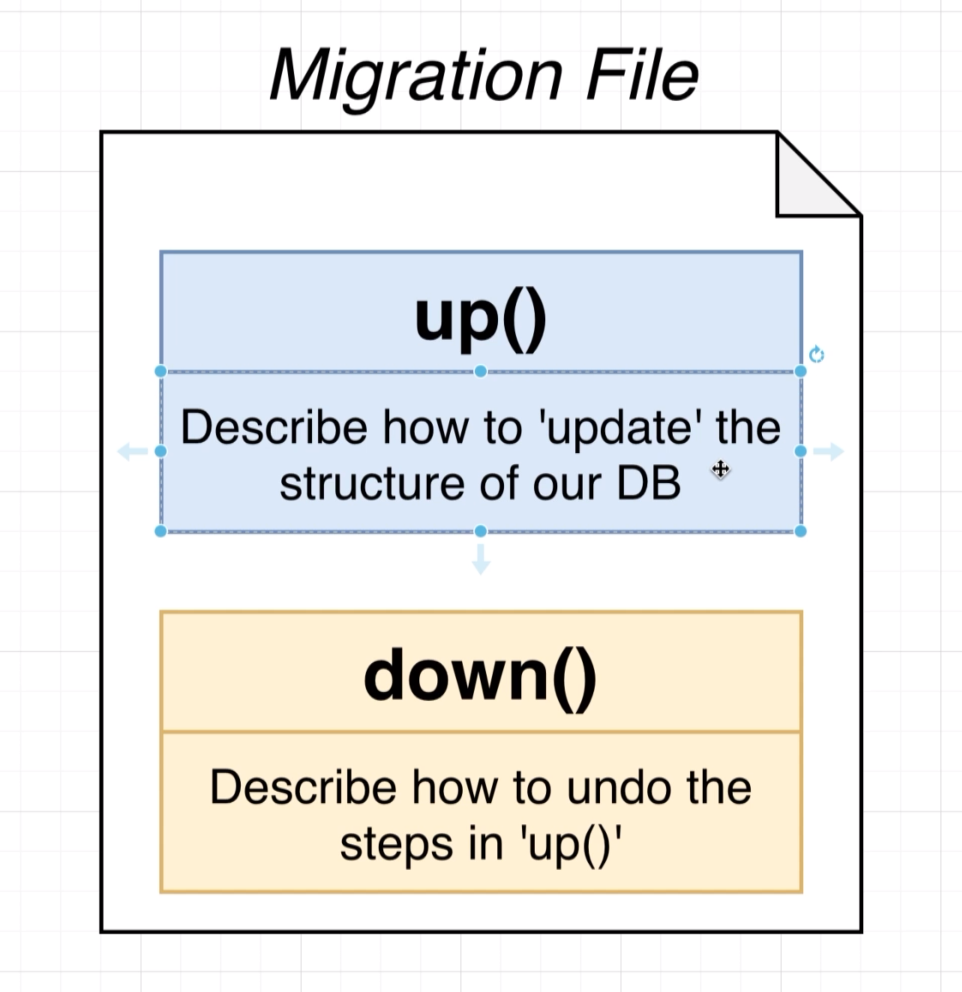 Migration File
up()
Describe how to 'update' the
structure of our DB
down()
Describe how to undo the
steps in 'up()'